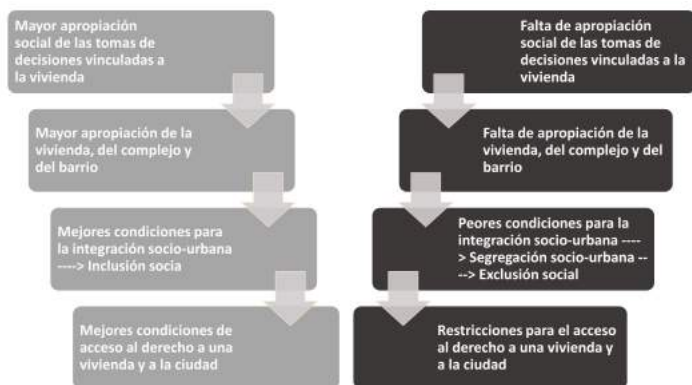 Mayor apropiación
social de las tomas de
decisiones vinculadas a
la vivienda
Mayor apropiación de la
vivienda, del complejo y
del barrio
Mejores condiciones para
la integración socio-urbana
----> Inclusión socia
Mejores condiciones de
acceso al derecho a una
vivienda y a la ciudad
Falta de apropiación
social de las tomas de
decisiones vinculadas a la
vivienda
Falta de apropiación de la
vivienda, del complejo y
del barrio
Peores condiciones para la
integración socio-urbana ----
> Segregación socio-urbana --
--> Exclusión social
Restricciones para el acceso
al derecho a una vivienda y
a la ciudad